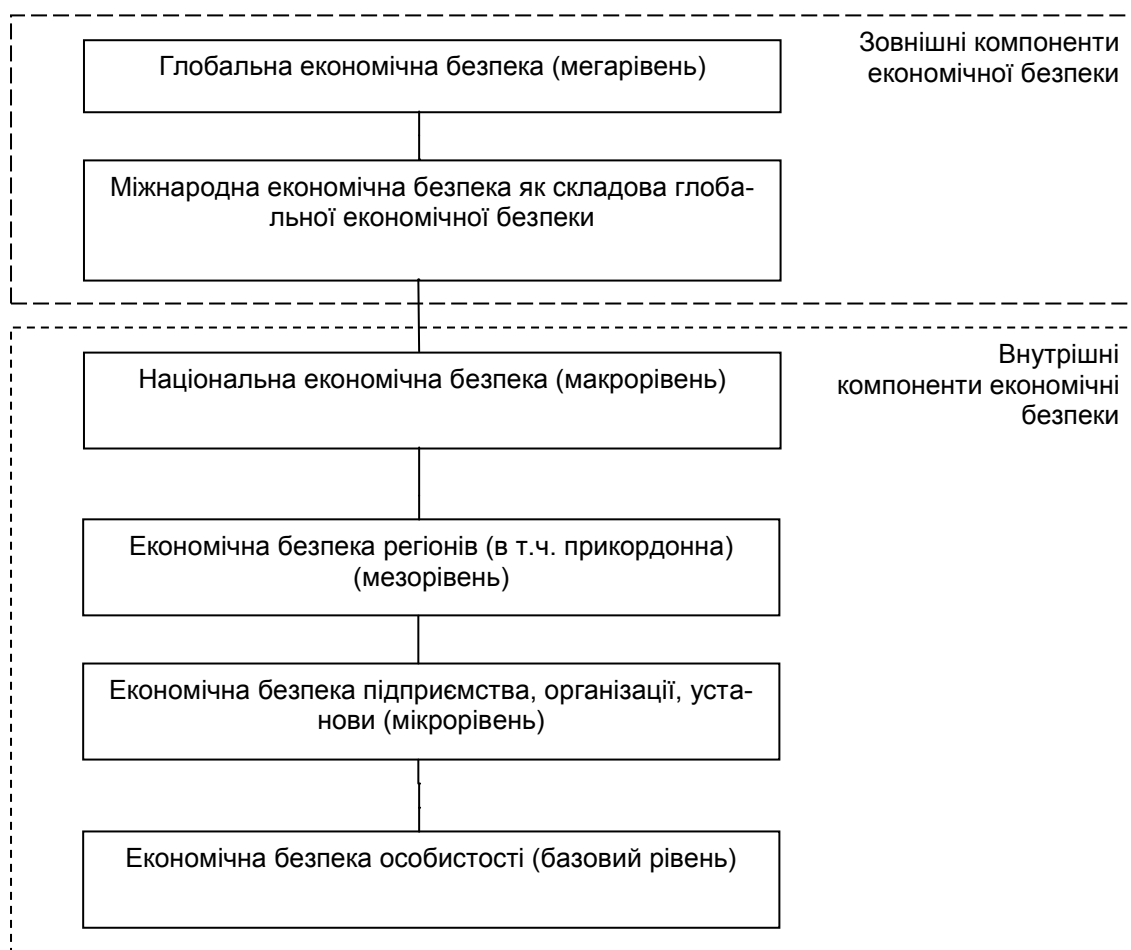 Глобальна економічна безпека (мегарівень)
Зовнішні компоненти
економічної безпеки
Міжнародна економічна безпека як складова глоба-
льної економічної безпеки
Національна економічна безпека (макрорівень)
Внутрішні
компоненти економічні
безпеки
Економічна безпека регіонів (в т.ч. прикордонна)
(мезорівень)
Економічна безпека підприємства, організації, уста-
нови (мікрорівень)
Економічна безпека особистості (базовий рівень)